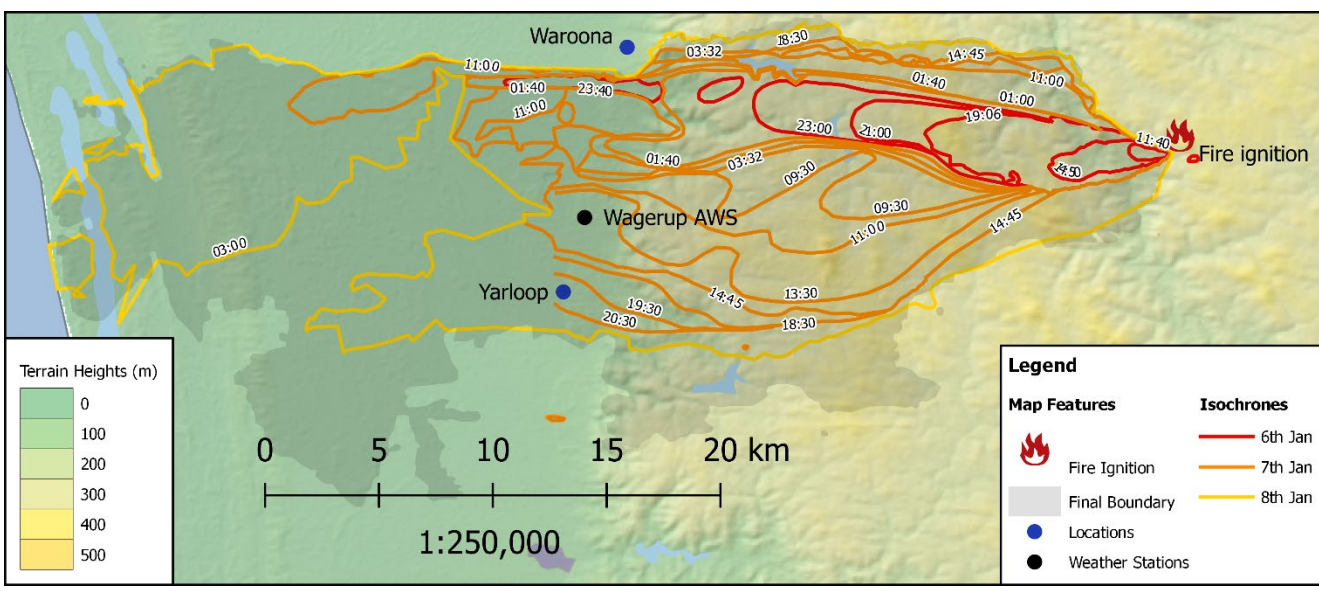 Waroona
03:32
18:30
14:45
11:00
11:00
01:40
23:40
11:00
01:40
01:00
19:06
11:40
Fire ignition
23:00
21:00
01:40
03:32
09:30
14:50
09:30
Wagerup AWS
11:00
14:45
03:00
Yarloop
14:45
13:30
19:30
20:30
18:30
Terrain Heights (m)
0
100
200
300
400
500
0 5 10 15 20 km
1:250,000
Legend
Map Features
Isochrones
Fire Ignition
Final Boundary
Locations
Weather Stations
6th Jan
7th Jan
8th Jan